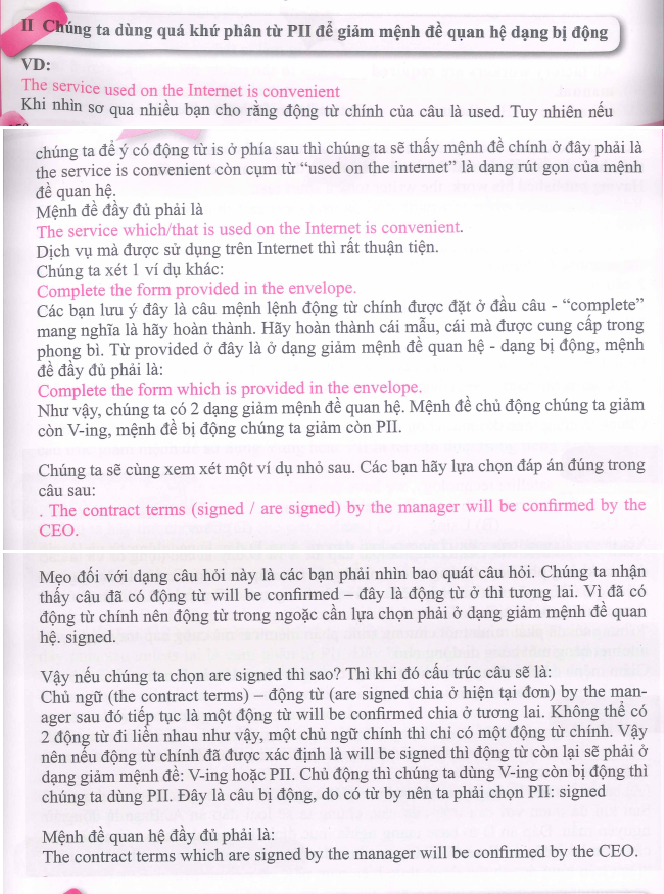 II Chúng ta dùng quá khứ phân từ PII để giảm mệnh đề quan hệ dạng bị động
VD:
The service used on the Internet is convenient
Khi nhìn sơ qua nhiều bạn cho rằng động từ chính của câu là used. Tuy nhiên nếu
chúng ta để ý có động từ is ở phía sau thì chúng ta sẽ thấy mệnh đề chính ở đây phải là
the service is convenient còn cụm từ “used on the internet” là dạng rút gọn của mệnh
đề quan hệ.
Mệnh đề đầy đủ phải là
The service which/that is used on the Internet is convenient.
Dịch vụ mà được sử dụng trên Internet thì rất thuận tiện.
Chúng ta xét 1 ví dụ khác:
Complete the form provided in the envelope.
Các bạn lưu ý đây là câu mệnh lệnh động từ chính được đặt ở đầu câu - “complete”
mang nghĩa là hãy hoàn thành. Hãy hoàn thành cái mẫu, cái mà được cung cấp trong
phong bì. Từ provided ở đây là ở dạng giảm mệnh đề quan hệ - dạng bị động, mệnh
đề đầy đủ phải là:
Complete the form which is provided in the envelope.
Như vậy, chúng ta có 2 dạng giảm mệnh đề quan hệ. Mệnh đề chủ động chúng ta giảm
còn V-ing, mệnh đề bị động chúng ta giảm còn PII.
Chúng ta sẽ cùng xem xét một ví dụ nhỏ sau. Các bạn hãy lựa chọn đáp án đúng trong
câu sau:
. The contract terms (signed / are signed) by the manager will be confirmed by the
CEO.
Mẹo đối với dạng câu hỏi này là các bạn phải nhìn bao quát câu hỏi. Chúng ta nhận
thấy câu đã có động từ will be confirmed – đây là động từ ở thì tương lai. Vì đã có
động từ chính nên động từ trong ngoặc cần lựa chọn phải ở dạng giảm mệnh đề quan
hệ. signed.
Vậy nếu chúng ta chọn are signed thì sao? Thì khi đó cấu trúc câu sẽ là:
Chủ ngữ (the contract terms) – động từ (are signed chia ở hiện tại đơn) by the man-
ager sau đó tiếp tục là một động từ will be confirmed chia ở tương lai. Không thể có
2 động từ đi liền nhau như vậy, một chủ ngữ chính thì chỉ có một động từ chính. Vậy
nên nếu động từ chính đã được xác định là will be signed thì động từ còn lại sẽ phải ở
dạng giảm mệnh đề: V-ing hoặc PII. Chủ động thì chúng ta dùng V-ing còn bị động thì
chúng ta dùng PII. Đây là câu bị động, do có từ by nên ta phải chọn PII: signed
Mệnh đề quan hệ đầy đủ phải là:
The contract terms which are signed by the manager will be confirmed by the CEO.